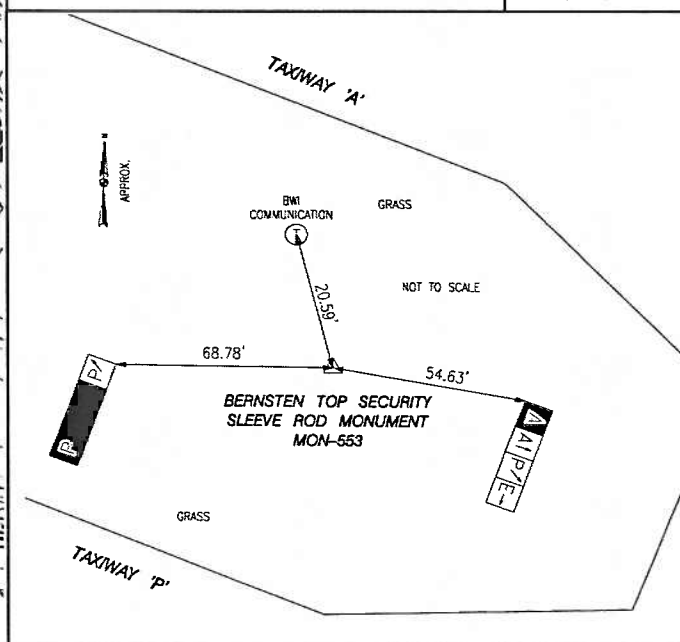 TAXIWAY 'A'
N
APPROX.
BWI
COMMUNICATION
GRASS
T
NOT TO SCALE
20.59'
68.78'
54.63'
P
P
BERNSTEN TOP SECURITY
SLEEVE ROD MONUMENT
MON-553
A
A
P
E
GRASS
TAXIWAY 'P'